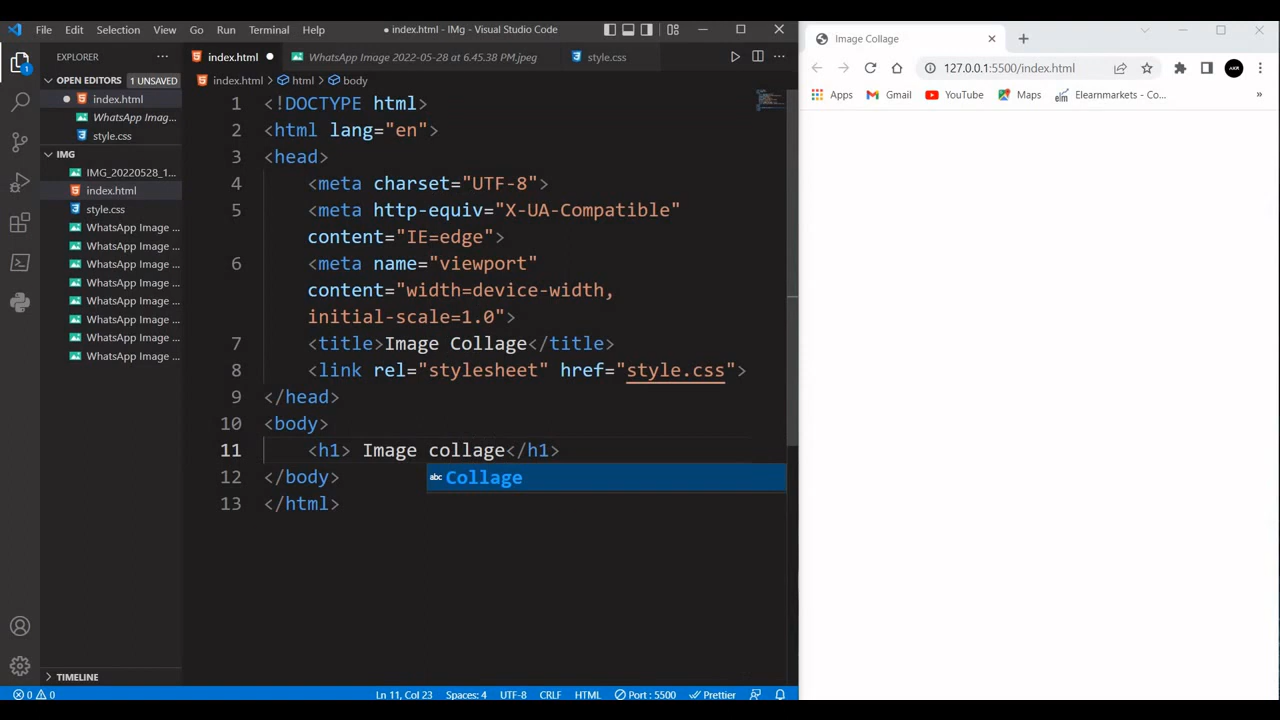 File Edit Selection View Go Run Terminal Help
● index.html - IMg - Visual Studio Code
EXPLORER
index.html
WhatsApp Image 2022-05-28 at 6.45.38 PM.jpeg
style.css
OPEN EDITORS 1 UNSAVED
index.html
WhatsApp Imag...
style.css
IMG
IMG_20220528_1...
index.html
style.css
WhatsApp Image ...
WhatsApp Image ...
WhatsApp Image ...
WhatsApp Image ...
WhatsApp Image ...
WhatsApp Image ...
WhatsApp Image ...
WhatsApp Image ...
TIMELINE
index.html > html > body
1 <!DOCTYPE html>
2 <html lang="en">
3 <head>
4 <meta charset="UTF-8">
5 <meta http-equiv="X-UA-Compatible"
content="IE=edge">
6 <meta name="viewport"
content="width=device-width,
initial-scale=1.0">
7 <title>Image Collage</title>
8 <link rel="stylesheet" href="style.css">
9 </head>
10 <body>
11 <h1> Image collage</h1>
abc Collage
12 </body>
13 </html>
0 0 Ln 11, Col 23 Spaces: 4 UTF-8 CRLF HTML Port : 5500 Prettier
Image Collage
127.0.0.1:5500/index.html
Apps Gmail YouTube Maps elm Elearnmarkets - Co... »